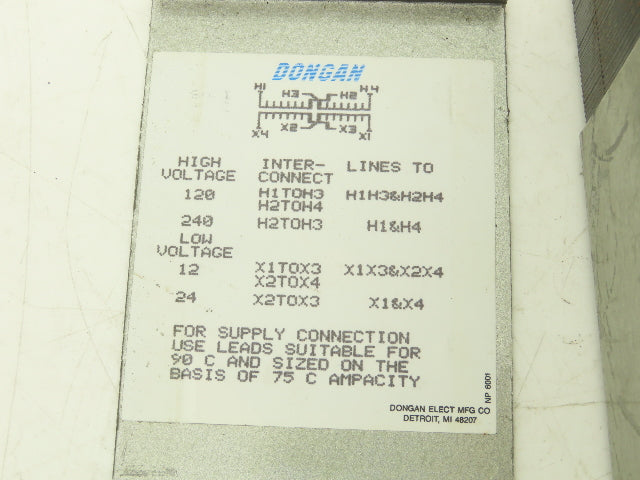 DONGAN
H1 H3 H2 H4
X4 X2 X3 X1
HIGH VOLTAGE INTER-CONNECT LINES TO
120 H1TOH3 H2TOH4 H1H3&H2H4
240 H2TOH3 H1&H4
LOW VOLTAGE
12 X1TOX3 X2TOX4 X1X3&X2X4
24 X2TOX3 X1&X4
FOR SUPPLY CONNECTION
USE LEADS SUITABLE FOR
90 C AND SIZED ON THE
BASIS OF 75 C AMPACITY
DONGAN ELECT MFG CO
DETROIT, MI 48207
NP 6601